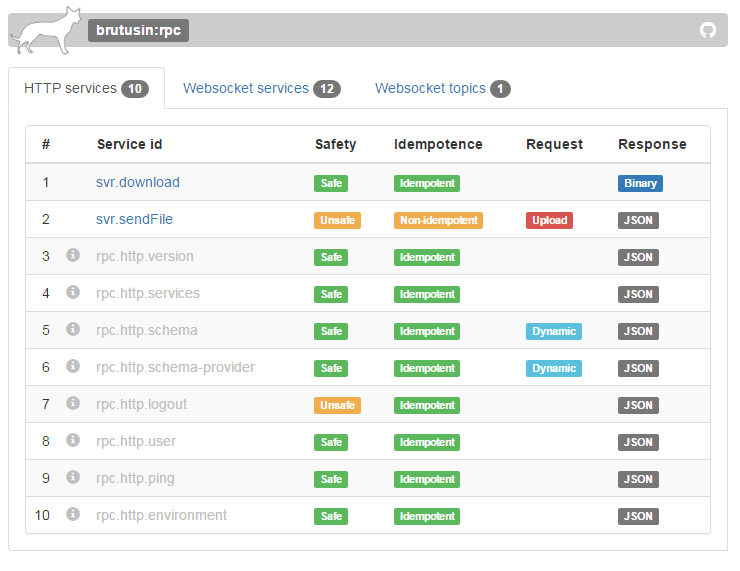 brutusin:rpc
HTTP services 10 Websocket services 12 Websocket topics 1
# Service id Safety Idempotence Request Response
1 svr.download Safe Idempotent Binary
2 svr.sendFile Unsafe Non-idempotent Upload JSON
3 rpc.http.version Safe Idempotent JSON
4 rpc.http.services Safe Idempotent JSON
5 rpc.http.schema Safe Idempotent Dynamic JSON
6 rpc.http.schema-provider Safe Idempotent Dynamic JSON
7 rpc.http.logout Unsafe Idempotent JSON
8 rpc.http.user Safe Idempotent JSON
9 rpc.http.ping Safe Idempotent JSON
10 rpc.http.environment Safe Idempotent JSON